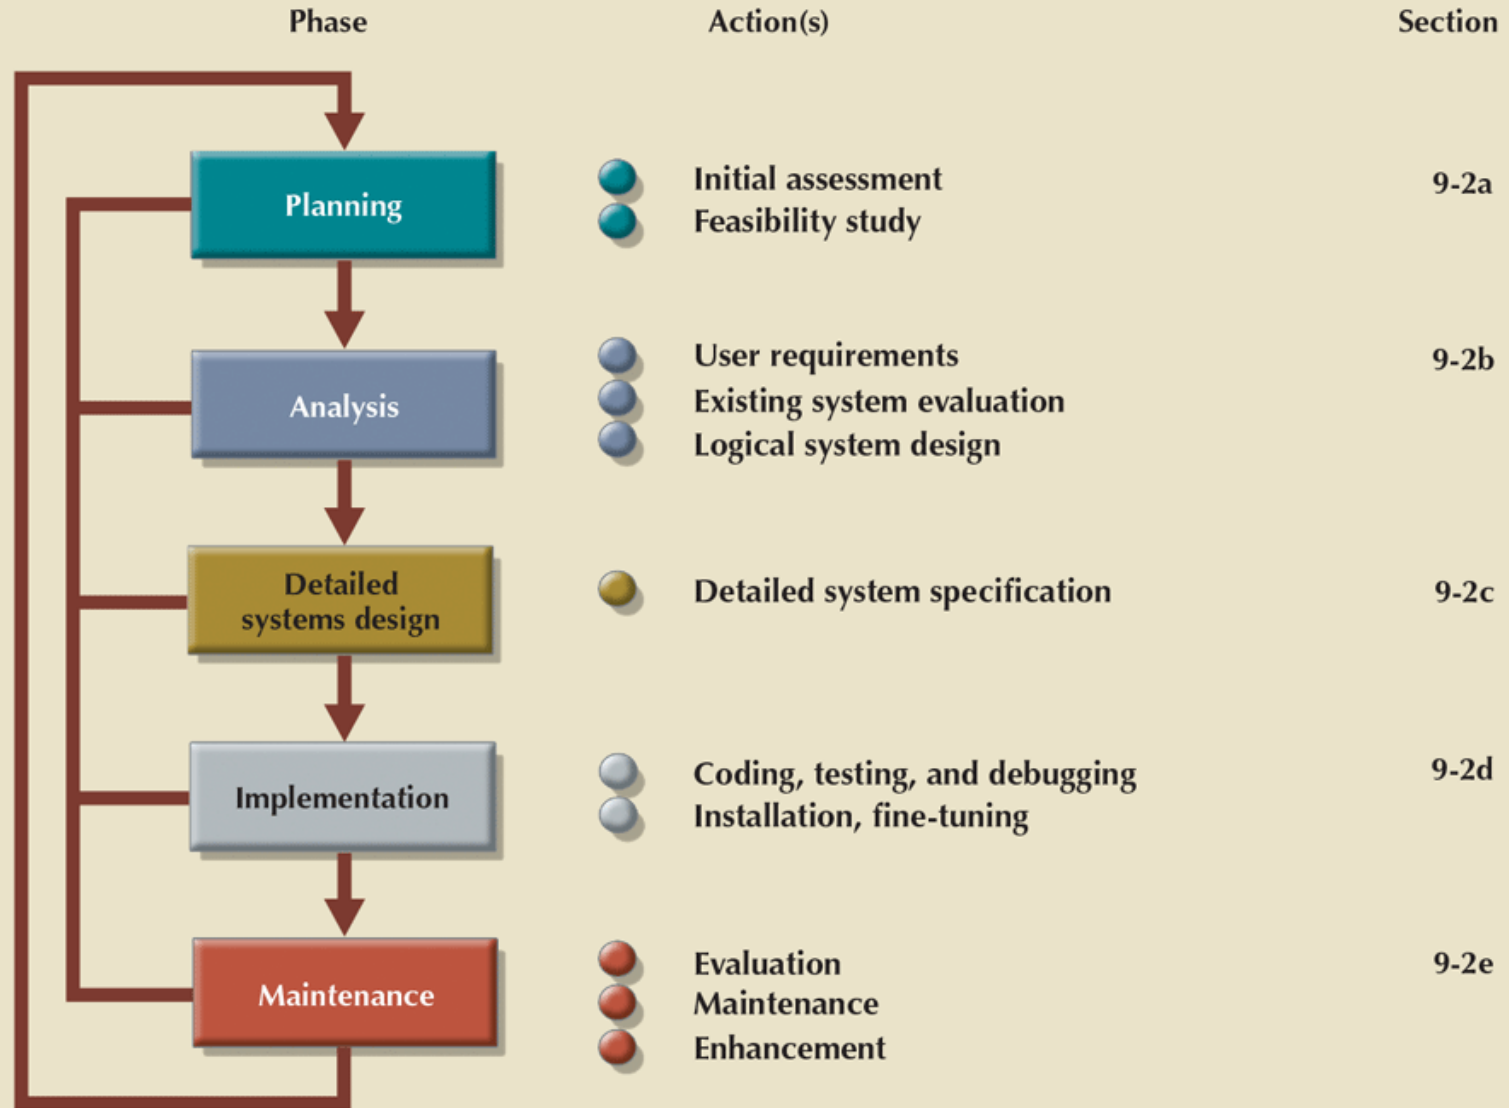 Phase Action(s) Section
Planning
Initial assessment
Feasibility study
9-2a
Analysis
User requirements
Existing system evaluation
Logical system design
9-2b
Detailed
systems design
Detailed system specification
9-2c
Implementation
Coding, testing, and debugging
Installation, fine-tuning
9-2d
Maintenance
Evaluation
Maintenance
Enhancement
9-2e